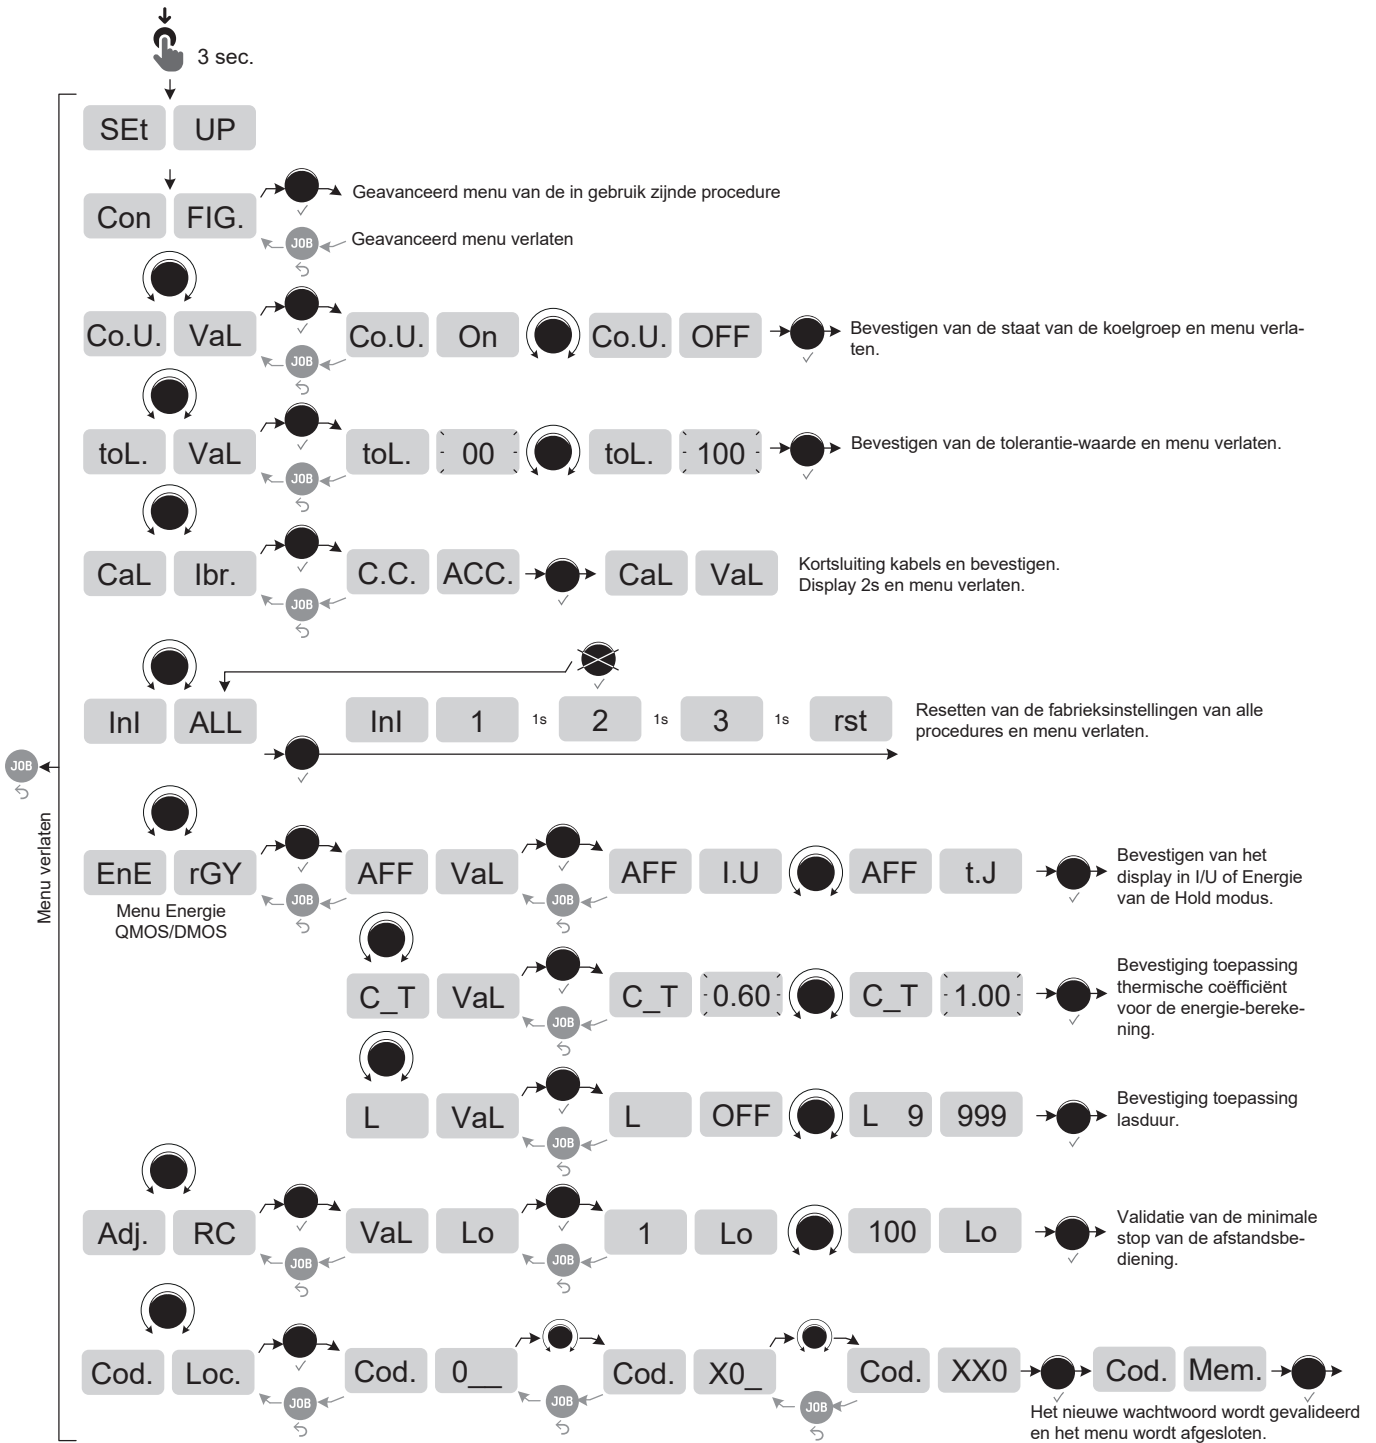 3 sec.
SEt UP
Con FIG.
Geavanceerd menu van de in gebruik zijnde procedure
JOB
Geavanceerd menu verlaten
Co.U. VaL
JOB
Co.U. On Co.U. OFF
Bevestigen van de staat van de koelgroep en menu verla-
ten.
toL. VaL
JOB
toL. 00 toL. 100
Bevestigen van de tolerantie-waarde en menu verlaten.
CaL Ibr.
JOB
C.C. ACC. CaL VaL
Kortsluiting kabels en bevestigen.
Display 2s en menu verlaten.
InI ALL
InI 1 1s 2 1s 3 1s rst
Resetten van de fabrieksinstellingen van alle
procedures en menu verlaten.
JOB
Menu verlaten
EnE rGY
Menu Energie
QMOS/DMOS
JOB
AFF VaL
JOB
AFF I.U AFF t.J
Bevestigen van het
display in I/U of Energie
van de Hold modus.
C_T VaL
JOB
C_T 0.60 C_T 1.00
Bevestiging toepassing
thermische coëfficiënt
voor de energie-bereke-
ning.
L VaL
JOB
L OFF L 9 999
Bevestiging toepassing
lasduur.
Adj. RC
JOB
VaL Lo
JOB
1 Lo 100 Lo
Validatie van de minimale
stop van de afstandsbe-
diening.
Cod. Loc.
JOB
Cod. 0__
JOB
Cod. X0_
JOB
Cod. XX0
Cod. Mem.
Het nieuwe wachtwoord wordt gevalideerd
en het menu wordt afgesloten.